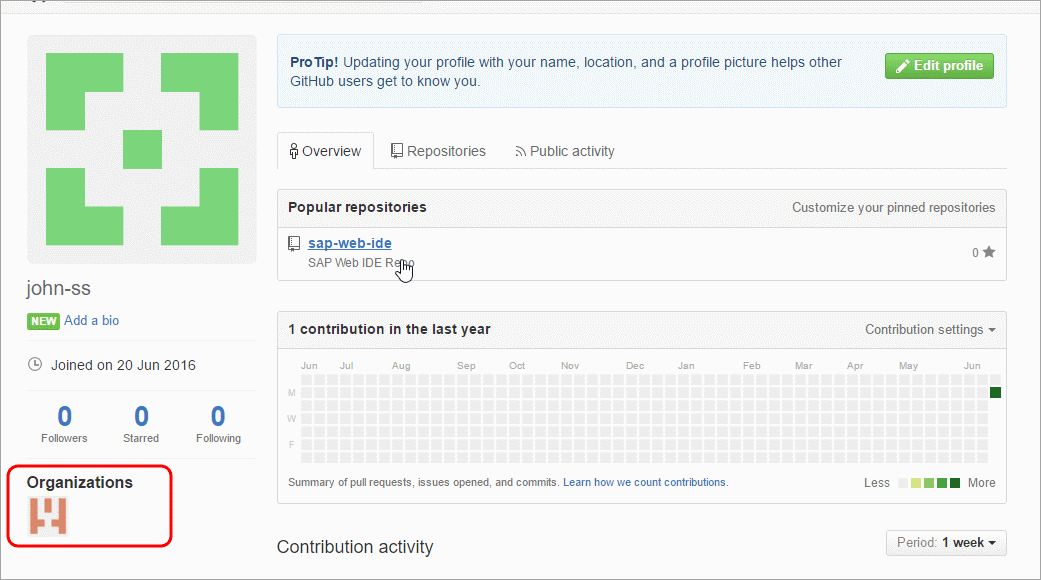 ProTip! Updating your profile with your name, location, and a profile picture helps other
GitHub users get to know you.
Edit profile
Overview
Repositories
Public activity
Popular repositories
Customize your pinned repositories
sap-web-ide
0
SAP Web IDE Repo
john-ss
NEW Add a bio
Joined on 20 Jun 2016
0 0 0
Followers Starred Following
Organizations
1 contribution in the last year
Contribution settings
Jun Jul Aug Sep Oct Nov Dec Jan Feb Mar Apr May Jun
M
W
F
Summary of pull requests, issues opened, and commits. Learn how we count contributions.
Less More
Contribution activity
Period: 1 week